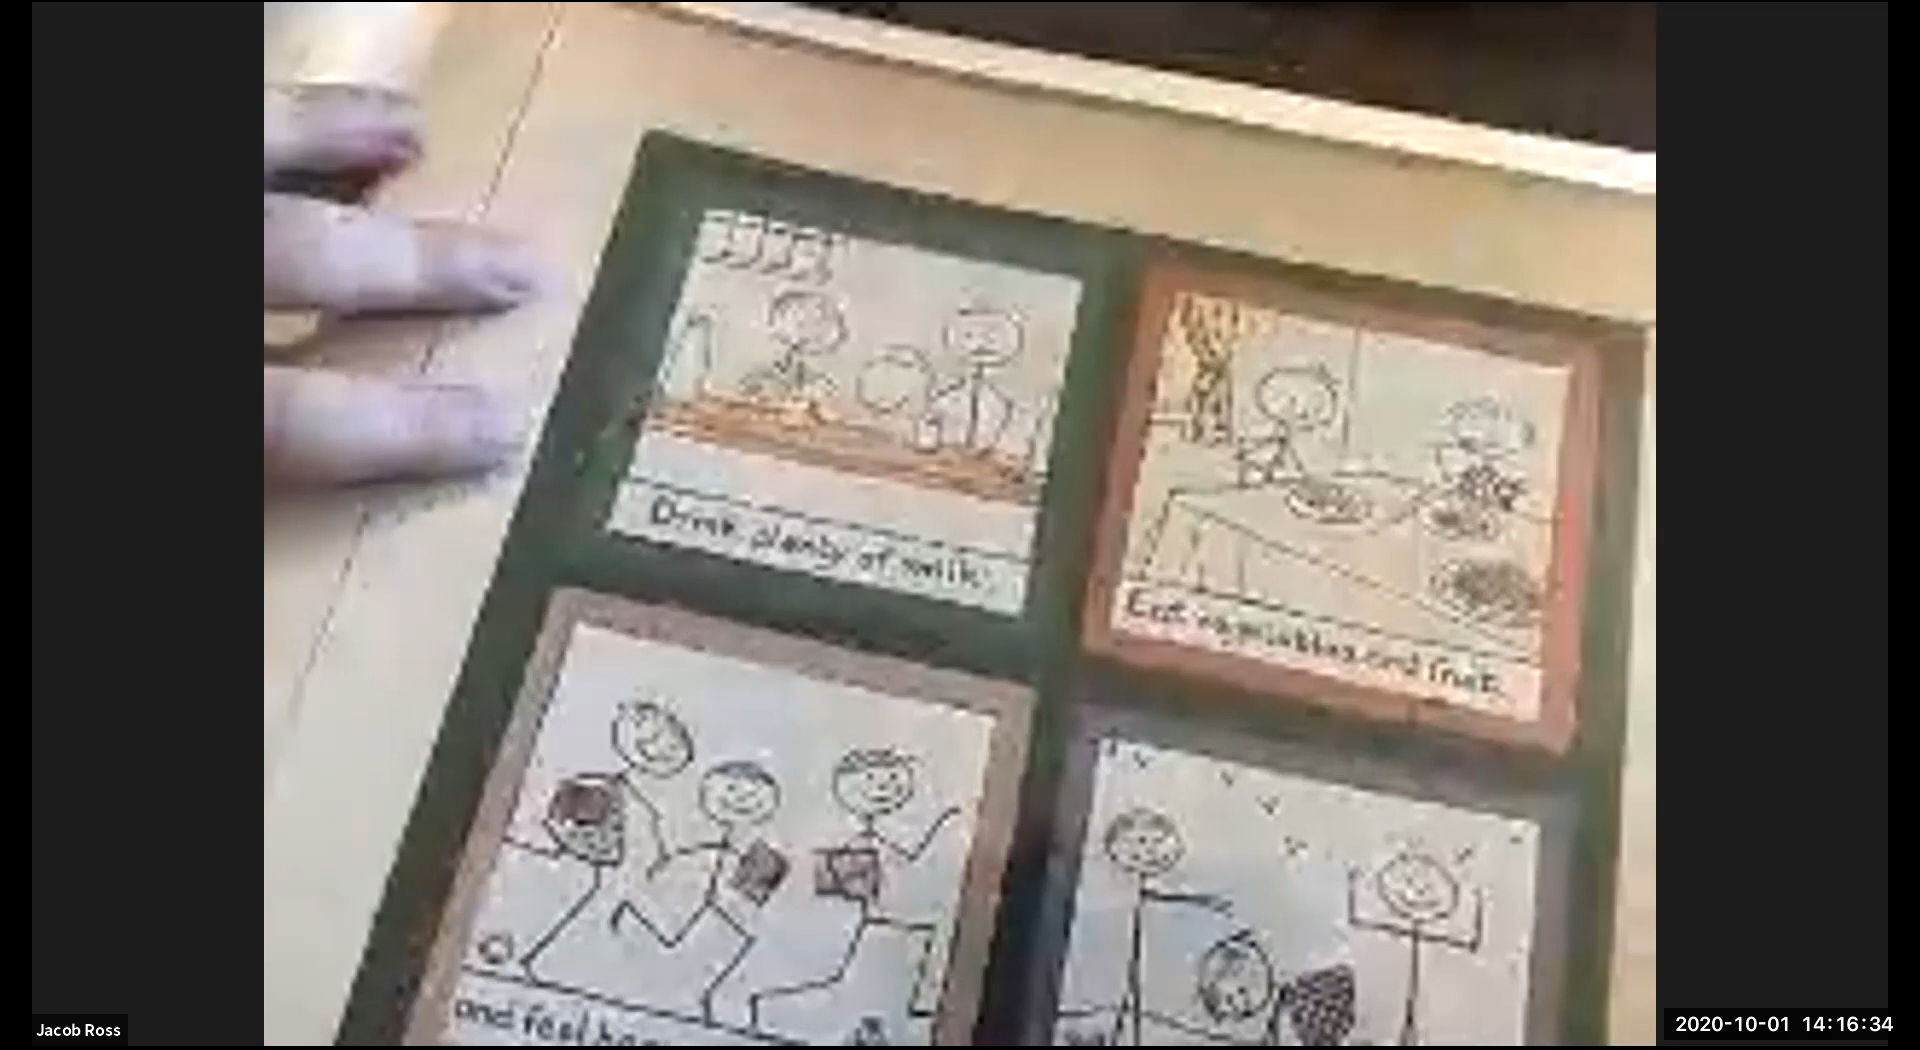 Drink plenty of milk.
Eat vegetables and fruit.
and feel
Jacob Ross
2020-10-01 14:16:34